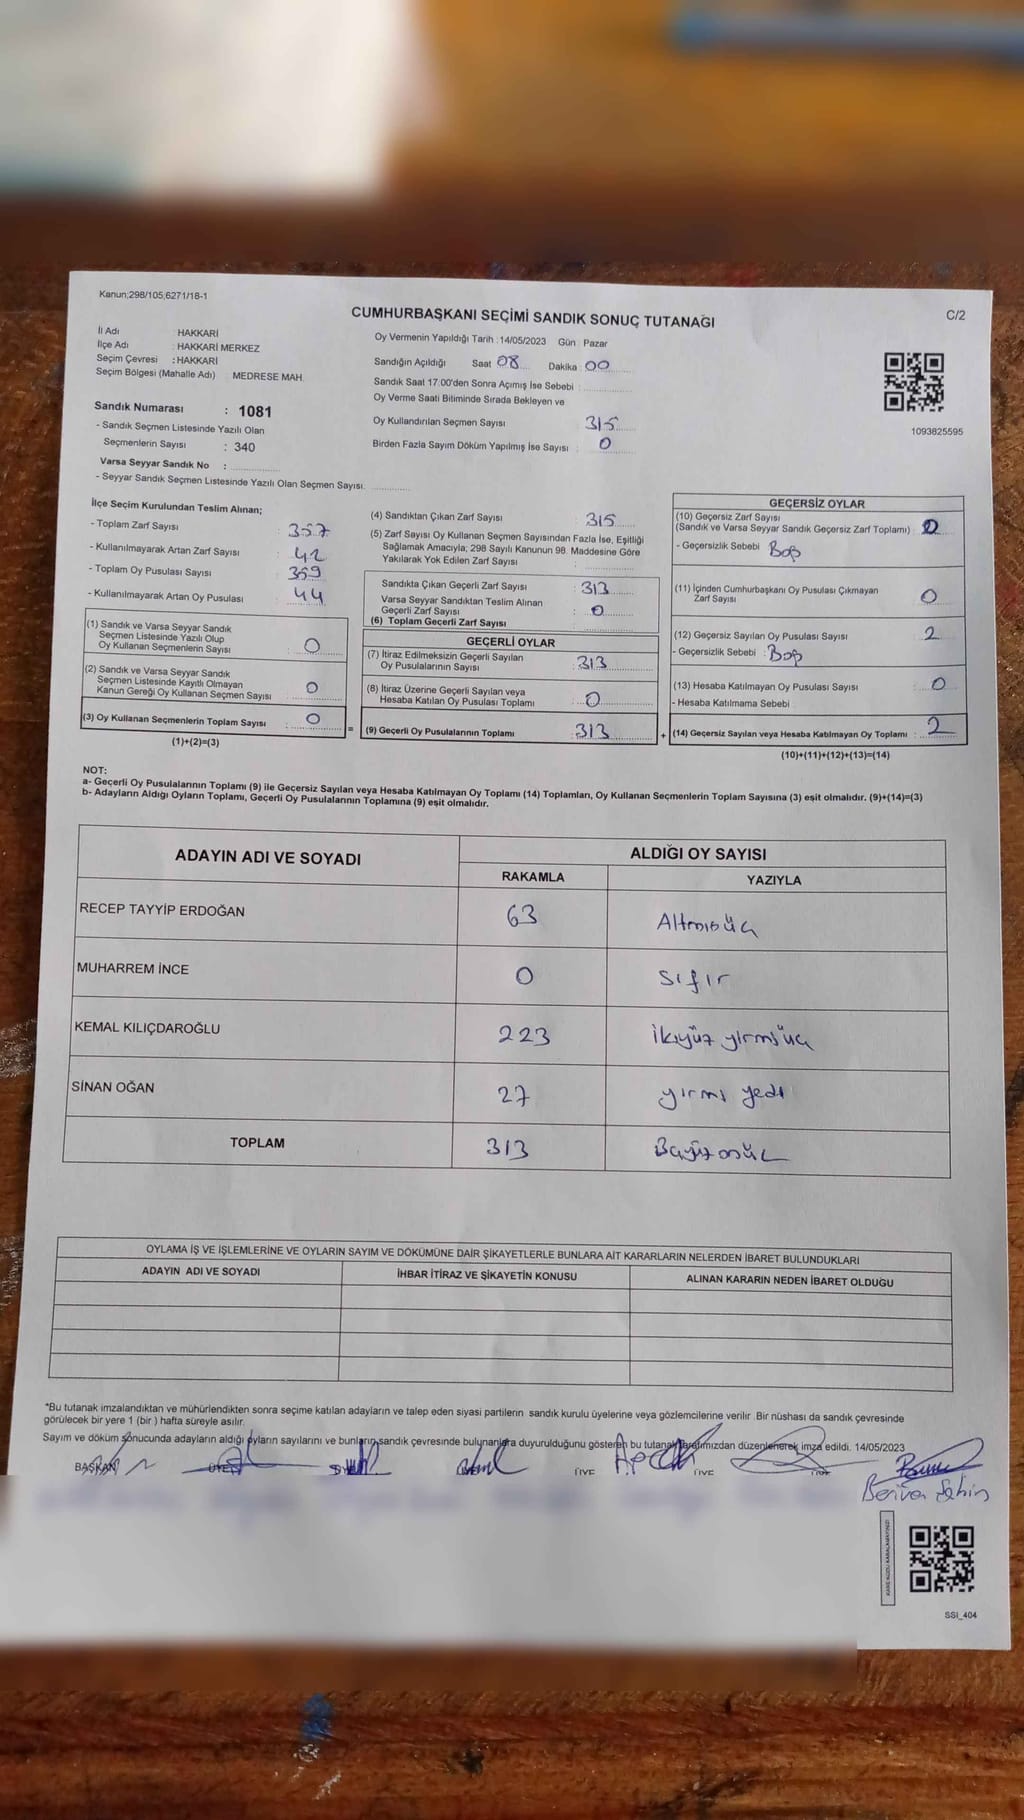 Kanun;298/105;6271/18-1
CUMHURBAŞKANI SEÇİMİ SANDIK SONUÇ TUTANAĞI
C/2
İl Adı : HAKKARİ
İlçe Adı : HAKKARİ MERKEZ
Seçim Çevresi : HAKKARİ
Seçim Bölgesi (Mahalle Adı) : MEDRESE MAH.
Sandık Numarası : 1081
- Sandık Seçmen Listesinde Yazılı Olan
Seçmenlerin Sayısı : 340
Varsa Seyyar Sandık No :
- Seyyar Sandık Seçmen Listesinde Yazılı Olan Seçmen Sayısı:
Oy Vermenin Yapıldığı Tarih : 14/05/2023 Gün : Pazar
Sandığın Açıldığı Saat 08 Dakika 00
Sandık Saat 17.00'den Sonra Açımış İse Sebebi :
Oy Verme Saati Bitiminde Sırada Bekleyen ve
Oy Kullandırılan Seçmen Sayısı : 315
Birden Fazla Sayım Döküm Yapılmış İse Sayısı : 0
1093825595
İlçe Seçim Kurulundan Teslim Alınan;
- Toplam Zarf Sayısı : 357
- Kullanılmayarak Artan Zarf Sayısı : 42
- Toplam Oy Pusulası Sayısı : 359
- Kullanılmayarak Artan Oy Pusulası : 44
(1) Sandık ve Varsa Seyyar Sandık
Seçmen Listesinde Yazılı Olup
Oy Kullanan Seçmenlerin Sayısı : 0
(2) Sandık ve Varsa Seyyar Sandık
Seçmen Listesinde Kayıtlı Olmayan
Kanun Gereği Oy Kullanan Seçmen Sayısı : 0
(3) Oy Kullanan Seçmenlerin Toplam Sayısı : 0
(1)+(2)=(3)
=
(4) Sandıktan Çıkan Zarf Sayısı : 315
(5) Zarf Sayısı Oy Kullanan Seçmen Sayısından Fazla İse, Eşitliği
Sağlamak Amacıyla; 298 Sayılı Kanunun 98. Maddesine Göre
Yakılarak Yok Edilen Zarf Sayısı :
Sandıkta Çıkan Geçerli Zarf Sayısı : 313
Varsa Seyyar Sandıktan Teslim Alınan
Geçerli Zarf Sayısı : 0
(6) Toplam Geçerli Zarf Sayısı
GEÇERLİ OYLAR
(7) İtiraz Edilmeksizin Geçerli Sayılan
Oy Pusulalarının Sayısı : 313
(8) İtiraz Üzerine Geçerli Sayılan veya
Hesaba Katılan Oy Pusulası Toplamı : 0
(9) Geçerli Oy Pusulalarının Toplamı : 313
+
GEÇERSİZ OYLAR
(10) Geçersiz Zarf Sayısı
(Sandık ve Varsa Seyyar Sandık Geçersiz Zarf Toplamı) :
- Geçersizlik Sebebi : Boş
(11) İçinden Cumhurbaşkanı Oy Pusulası Çıkmayan
Zarf Sayısı : 0
(12) Geçersiz Sayılan Oy Pusulası Sayısı : 2
- Geçersizlik Sebebi : Boş
(13) Hesaba Katılmayan Oy Pusulası Sayısı : 0
- Hesaba Katılmama Sebebi :
(14) Geçersiz Sayılan veya Hesaba Katılmayan Oy Toplamı : 2
(10)+(11)+(12)+(13)=(14)
NOT:
a- Geçerli Oy Pusulalarının Toplamı (9) ile Geçersiz Sayılan veya Hesaba Katılmayan Oy Toplamı (14) Toplamları, Oy Kullanan Seçmenlerin Toplam Sayısına (3) eşit olmalıdır. (9)+(14)=(3)
b- Adayların Aldığı Oyların Toplamı, Geçerli Oy Pusulalarının Toplamına (9) eşit olmalıdır.
ADAYIN ADI VE SOYADI
ALDIĞI OY SAYISI
RAKAMLA YAZIYLA
RECEP TAYYİP ERDOĞAN 63 Altmışüç
MUHARREM İNCE 0 Sıfır
KEMAL KILIÇDAROĞLU 223 İkiyüz yirmiüç
SİNAN OĞAN 27 yirmi yedi
TOPLAM 313
OYLAMA İŞ VE İŞLEMLERİNE VE OYLARIN SAYIM VE DÖKÜMÜNE DAİR ŞİKAYETLERLE BUNLARA AİT KARARLARIN NELERDEN İBARET BULUNDUKLARI
ADAYIN ADI VE SOYADI İHBAR İTİRAZ VE ŞİKAYETİN KONUSU ALINAN KARARIN NEDEN İBARET OLDUĞU
*Bu tutanak imzalandıktan ve mühürlendikten sonra seçime katılan adayların ve talep eden siyasi partilerin sandık kurulu üyelerine veya gözlemcilerine verilir. Bir nüshası da sandık çevresinde
görülecek bir yere 1 (bir) hafta süreyle asılır.
Sayım ve döküm sonucunda adayların aldığı oyların sayılarını ve bunların sandık çevresinde bulunanlara duyurulduğunu gösteren bu tutanak tarafımızdan düzenlenerek imza edildi. 14/05/2023
BAŞKAN ÜYE ÜYE ÜYE
Berivan Şahin
SSİ_404